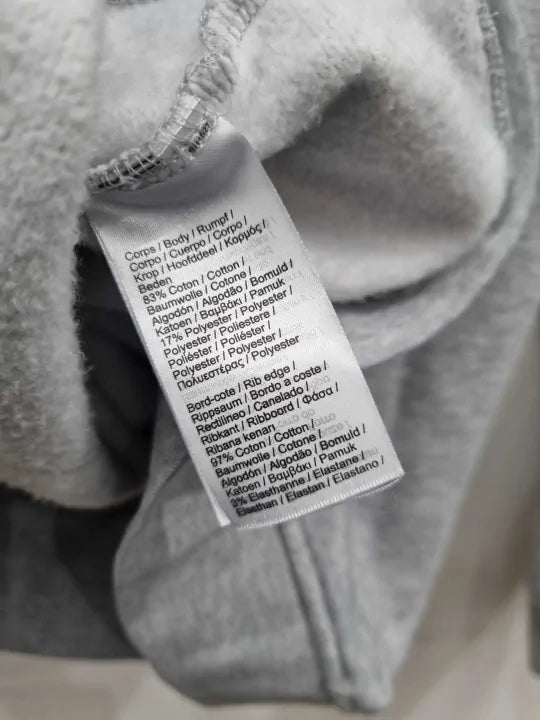 Corps / Body / Rumpf /
Corpo / Cuerpo / Corpo /
Krop / Hoofddeel / Κορμός /
Beden
83% Coton / Cotton /
Baumwolle / Cotone /
Algodón / Algodão / Bomuld /
Katoen / Βαμβάκι / Pamuk
17% Polyester / Polyester /
Polyester / Poliestere /
Poliéster / Poliéster /
Polyester / Polyester /
Πολυεστέρας / Polyester
Bord-cote / Rib edge /
Rippsaum / Bordo a coste /
Rectilíneo / Canelado /
Ribkant / Ribboord / Φάσα /
Ribana kenarı
97% Coton / Cotton /
Baumwolle / Cotone /
Algodón / Algodão / Bomuld /
Katoen / Βαμβάκι / Pamuk
3% Elasthanne / Elastane /
Elasthan / Elastan / Elastano /